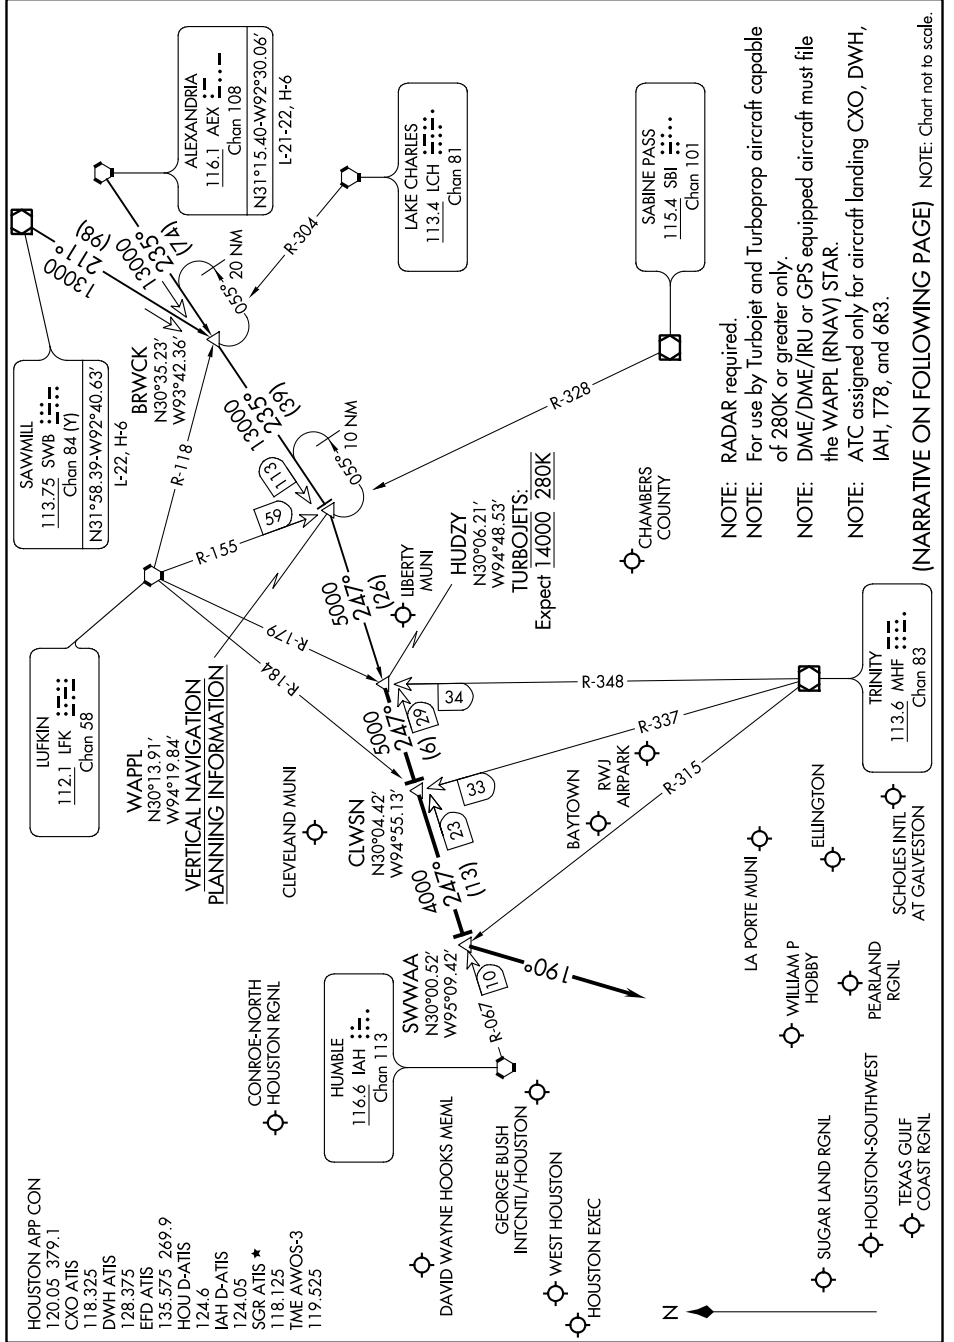 HOUSTON APP CON
120.05 379.1
CXO ATIS
118.325
DWH ATIS
128.375
EFD ATIS
135.575 269.9
HOU D-ATIS
124.6
IAH D-ATIS
124.05
SGR ATIS ★
118.125
TME AWOS-3
119.525
CONROE-NORTH
HOUSTON RGNL
HUMBLE
116.6 IAH
Chan 113
DAVID WAYNE HOOKS MEML
GEORGE BUSH
INTCNTL/HOUSTON
WEST HOUSTON
HOUSTON EXEC
N
SUGAR LAND RGNL
HOUSTON-SOUTHWEST
TEXAS GULF
COAST RGNL
LUFKIN
112.1 LFK
Chan 58
WAPPL
N30°13.91'
W94°19.84'
VERTICAL NAVIGATION
PLANNING INFORMATION
CLEVELAND MUNI
CLWSN
N30°04.42'
W94°55.13'
SWWAA
N30°00.52'
W95°09.42'
R-067
10
190°
4000
247°
(13)
23
33
5000
247°
(6)
29
34
R-184
R-179
R-155
R-118
SAWMILL
113.75 SWB
Chan 84 (Y)
N31°58.39-W92°40.63'
L-22, H-6
BRWCK
N30°35.23'
W93°42.36'
13000
211°
(98)
13000
235°
(74)
ALEXANDRIA
116.1 AEX
Chan 108
N31°15.40-W92°30.06'
L-21-22, H-6
055° 20 NM
R-304
LAKE CHARLES
113.4 LCH
Chan 81
13000
235°
(39)
113
59
055° 10 NM
5000
247°
(26)
LIBERTY
MUNI
HUDZY
N30°06.21'
W94°48.53'
TURBOJETS:
Expect 14000 280K
R-328
SABINE PASS
115.4 SBI
Chan 101
CHAMBERS
COUNTY
R-348
R-337
R-315
BAYTOWN
RWJ
AIRPARK
TRINITY
113.6 MHF
Chan 83
LA PORTE MUNI
ELLINGTON
WILLIAM P
HOBBY
PEARLAND
RGNL
SCHOLES INTL
AT GALVESTON
NOTE: RADAR required.
NOTE: For use by Turbojet and Turboprop aircraft capable
of 280K or greater only.
NOTE: DME/DME/IRU or GPS equipped aircraft must file
the WAPPL (RNAV) STAR.
NOTE: ATC assigned only for aircraft landing CXO, DWH,
IAH, T78, and 6R3.
(NARRATIVE ON FOLLOWING PAGE) NOTE: Chart not to scale.